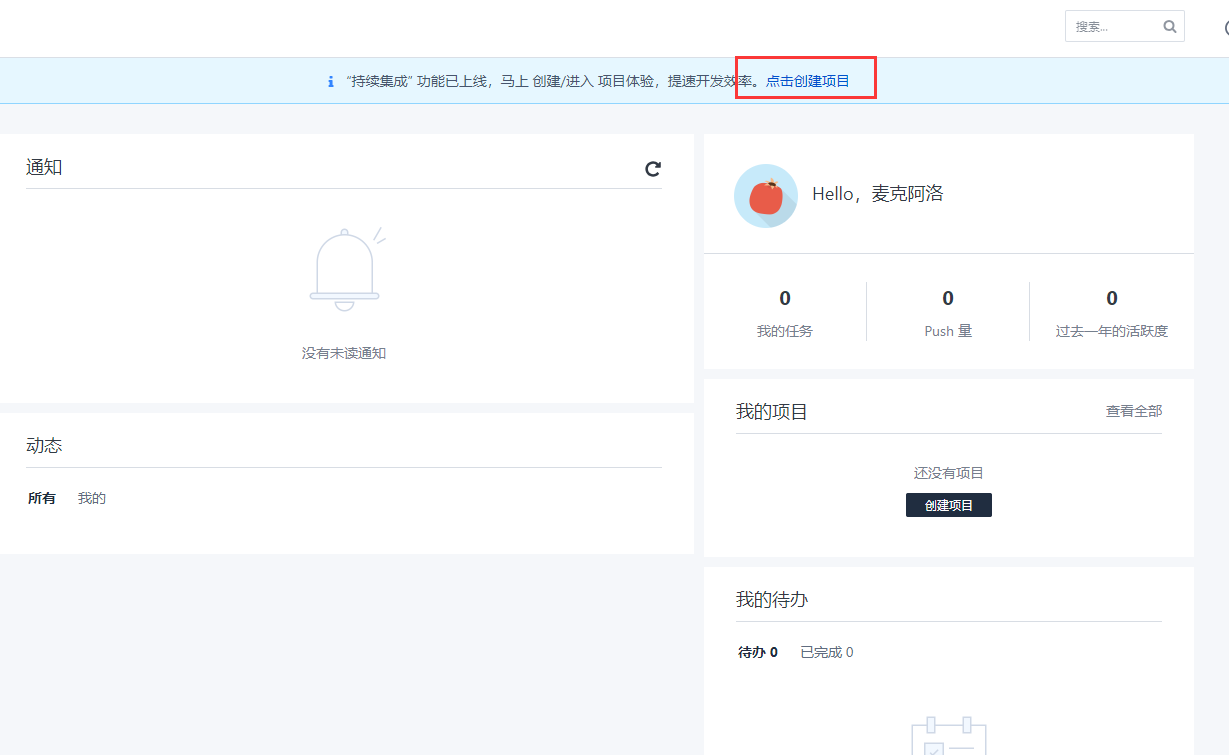 搜索...
“持续集成” 功能已上线，马上 创建/进入 项目体验，提速开发效率。点击创建项目
通知
没有未读通知
动态
所有 我的
Hello，麦克阿洛
0 0 0
我的任务 Push 量 过去一年的活跃度
我的项目 查看全部
还没有项目
创建项目
我的待办
待办 0 已完成 0